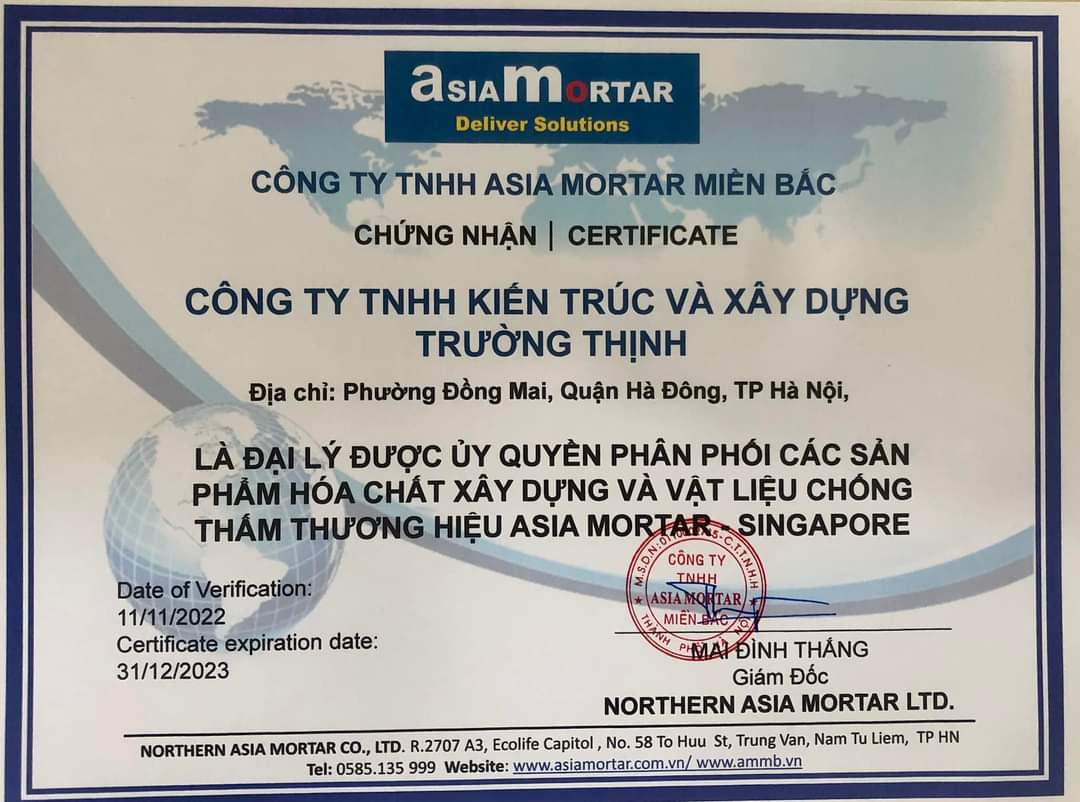 ASIA MORTAR
Deliver Solutions
CÔNG TY TNHH ASIA MORTAR MIỀN BẮC
CHỨNG NHẬN | CERTIFICATE
CÔNG TY TNHH KIẾN TRÚC VÀ XÂY DỰNG
TRƯỜNG THỊNH
Địa chỉ: Phường Đồng Mai, Quận Hà Đông, TP Hà Nội,
LÀ ĐẠI LÝ ĐƯỢC ỦY QUYỀN PHÂN PHỐI CÁC SẢN
PHẨM HÓA CHẤT XÂY DỰNG VÀ VẬT LIỆU CHỐNG
THẤM THƯƠNG HIỆU ASIA MORTAR - SINGAPORE
Date of Verification:
11/11/2022
Certificate expiration date:
31/12/2023
M.S.D.N: C.T.T.N.H.H
CÔNG TY
TNHH
ASIA MORTAR
MIỀN BẮC
THÀNH PHỐ HÀ NỘI
MAI ĐÌNH THẮNG
Giám Đốc
NORTHERN ASIA MORTAR LTD.
NORTHERN ASIA MORTAR CO., LTD. R.2707 A3, Ecolife Capitol , No. 58 To Huu St, Trung Van, Nam Tu Liem, TP HN
Tel: 0585.135 999 Website: www.asiamortar.com.vn/ www.ammb.vn